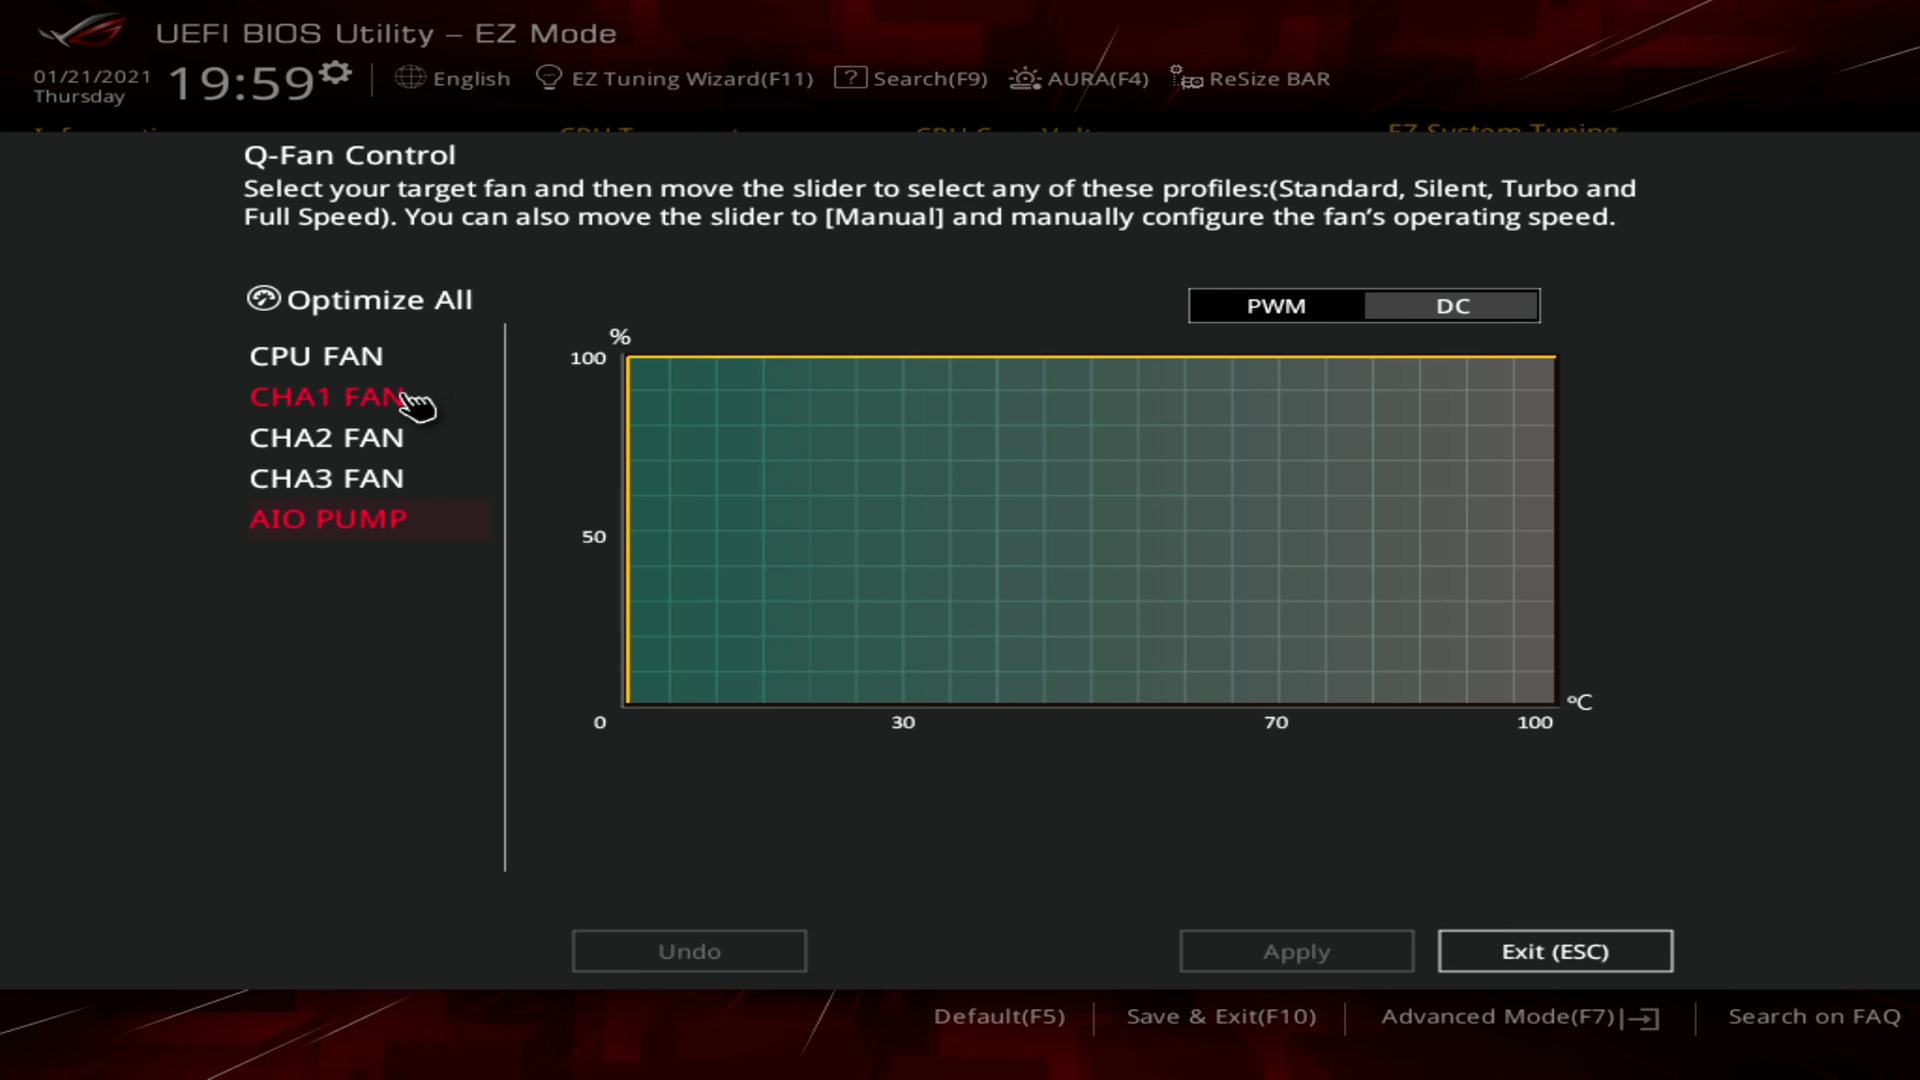 UEFI BIOS Utility – EZ Mode
01/21/2021
Thursday
19:59
English
EZ Tuning Wizard(F11)
? Search(F9)
AURA(F4)
ReSize BAR
EZ System Tuning
Q-Fan Control
Select your target fan and then move the slider to select any of these profiles:(Standard, Silent, Turbo and
Full Speed). You can also move the slider to [Manual] and manually configure the fan's operating speed.
Optimize All
PWM
DC
CPU FAN
CHA1 FAN
CHA2 FAN
CHA3 FAN
AIO PUMP
%
100
50
0
30
70
100
°C
Undo
Apply
Exit (ESC)
Default(F5)
Save & Exit(F10)
Advanced Mode(F7)
Search on FAQ